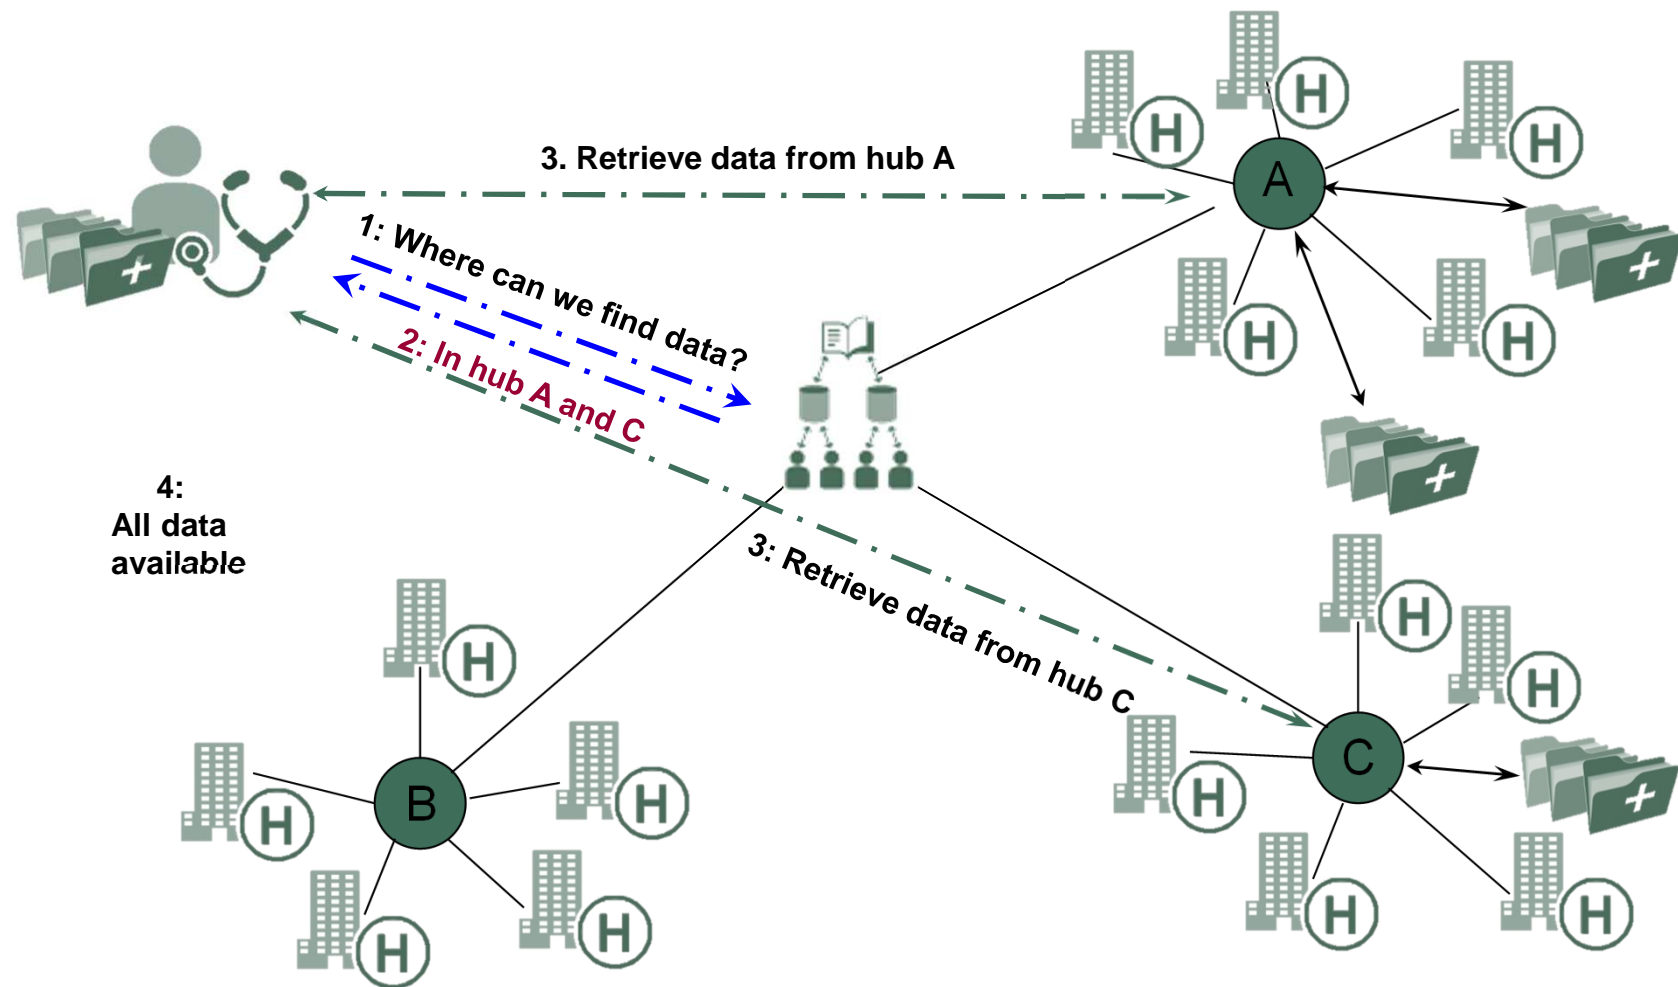 H
H
H
3. Retrieve data from hub A
A
1: Where can we find data?
H
H
2: In hub A and C
4:
All data
available
3: Retrieve data from hub C
H
H
H
C
H
B
H
H
H
H
H
H